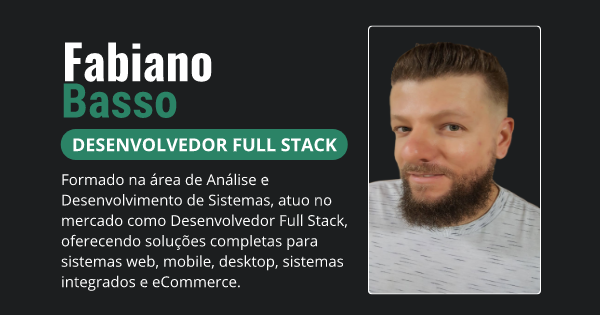 Fabiano
Basso
DESENVOLVEDOR FULL STACK
Formado na área de Análise e
Desenvolvimento de Sistemas, atuo no
mercado como Desenvolvedor Full Stack,
oferecendo soluções completas para
sistemas web, mobile, desktop, sistemas
integrados e eCommerce.